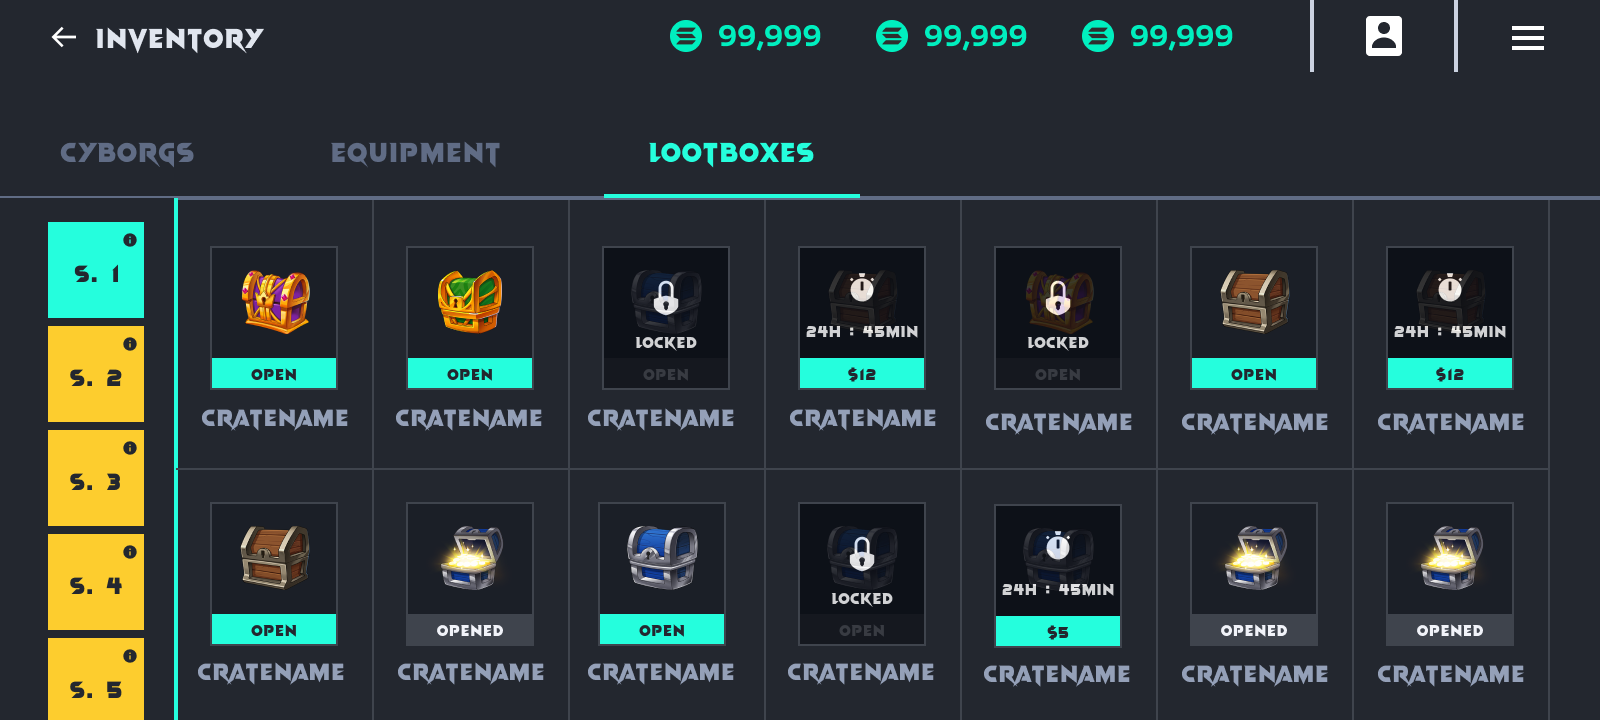 INVENTORY 99,999 99,999 99,999
CYBORGS EQUIPMENT LOOTBOXES
S. 1
S. 2
S. 3
S. 4
S. 5
24H : 45MIN 24H : 45MIN
LOCKED LOCKED
OPEN OPEN OPEN $12 OPEN OPEN $12
CRATENAME CRATENAME CRATENAME CRATENAME CRATENAME CRATENAME CRATENAME
24H : 45MIN
LOCKED
OPEN OPENED OPEN OPEN $5 OPENED OPENED
CRATENAME CRATENAME CRATENAME CRATENAME CRATENAME CRATENAME CRATENAME